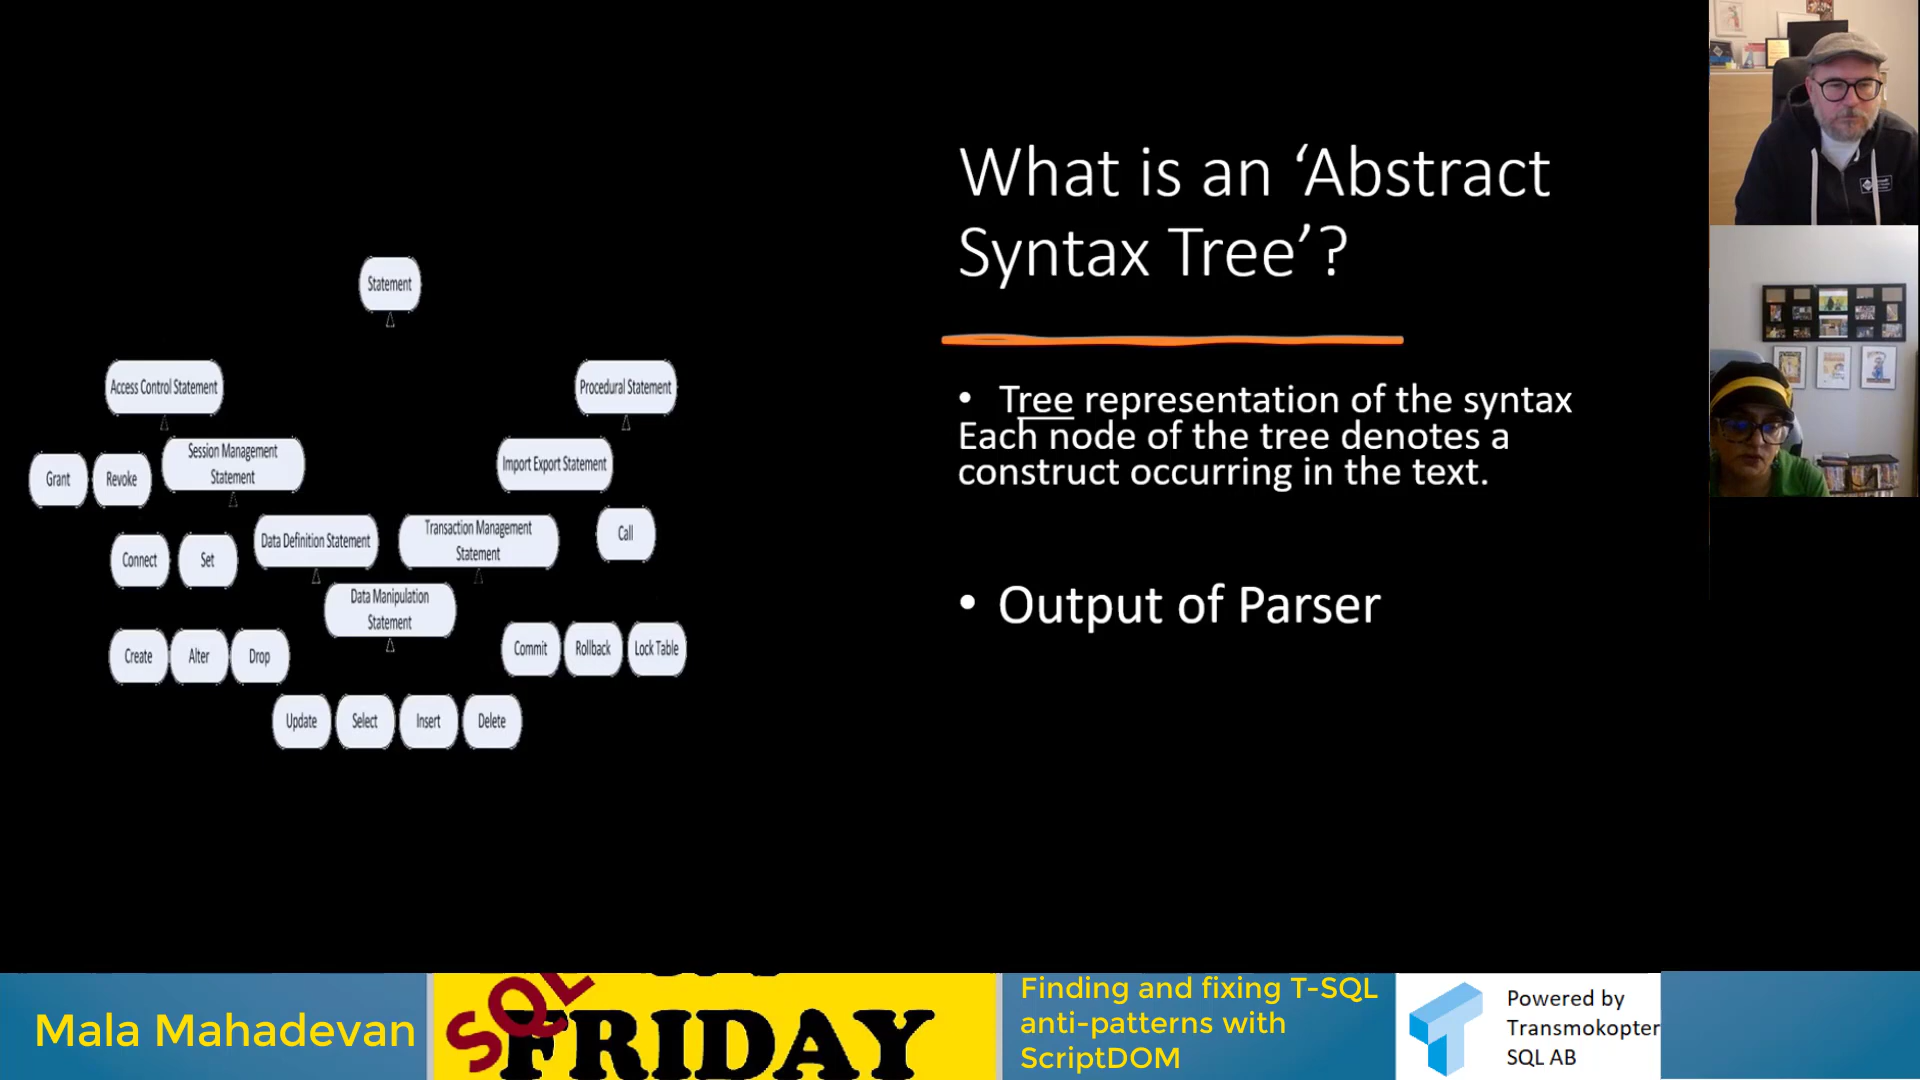 What is an ‘Abstract
Syntax Tree’?
• Tree representation of the syntax
Each node of the tree denotes a
construct occurring in the text.
• Output of Parser
Statement
Access Control Statement
Procedural Statement
Grant
Revoke
Session Management
Statement
Import Export Statement
Connect
Set
Data Definition Statement
Transaction Management
Statement
Call
Data Manipulation
Statement
Create
Alter
Drop
Commit
Rollback
Lock Table
Update
Select
Insert
Delete
Mala Mahadevan
SQL
FRIDAY
Finding and fixing T-SQL
anti-patterns with
ScriptDOM
Powered by
Transmokopter
SQL AB